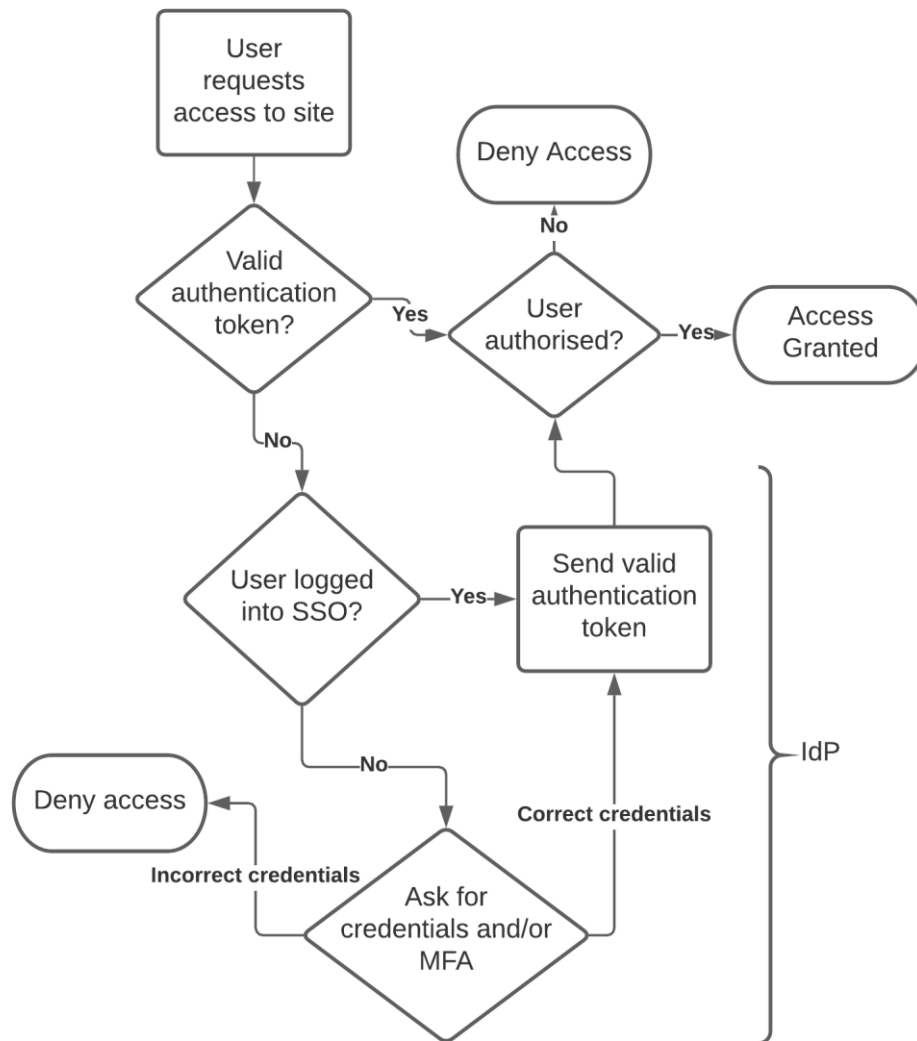 User
requests
access to site
Deny Access
No
Valid
authentication
token?
Yes
User
authorised?
Yes
Access
Granted
No
User logged
into SSO?
Yes
Send valid
authentication
token
IdP
No
Deny access
Correct credentials
Incorrect credentials
Ask for
credentials and/or
MFA